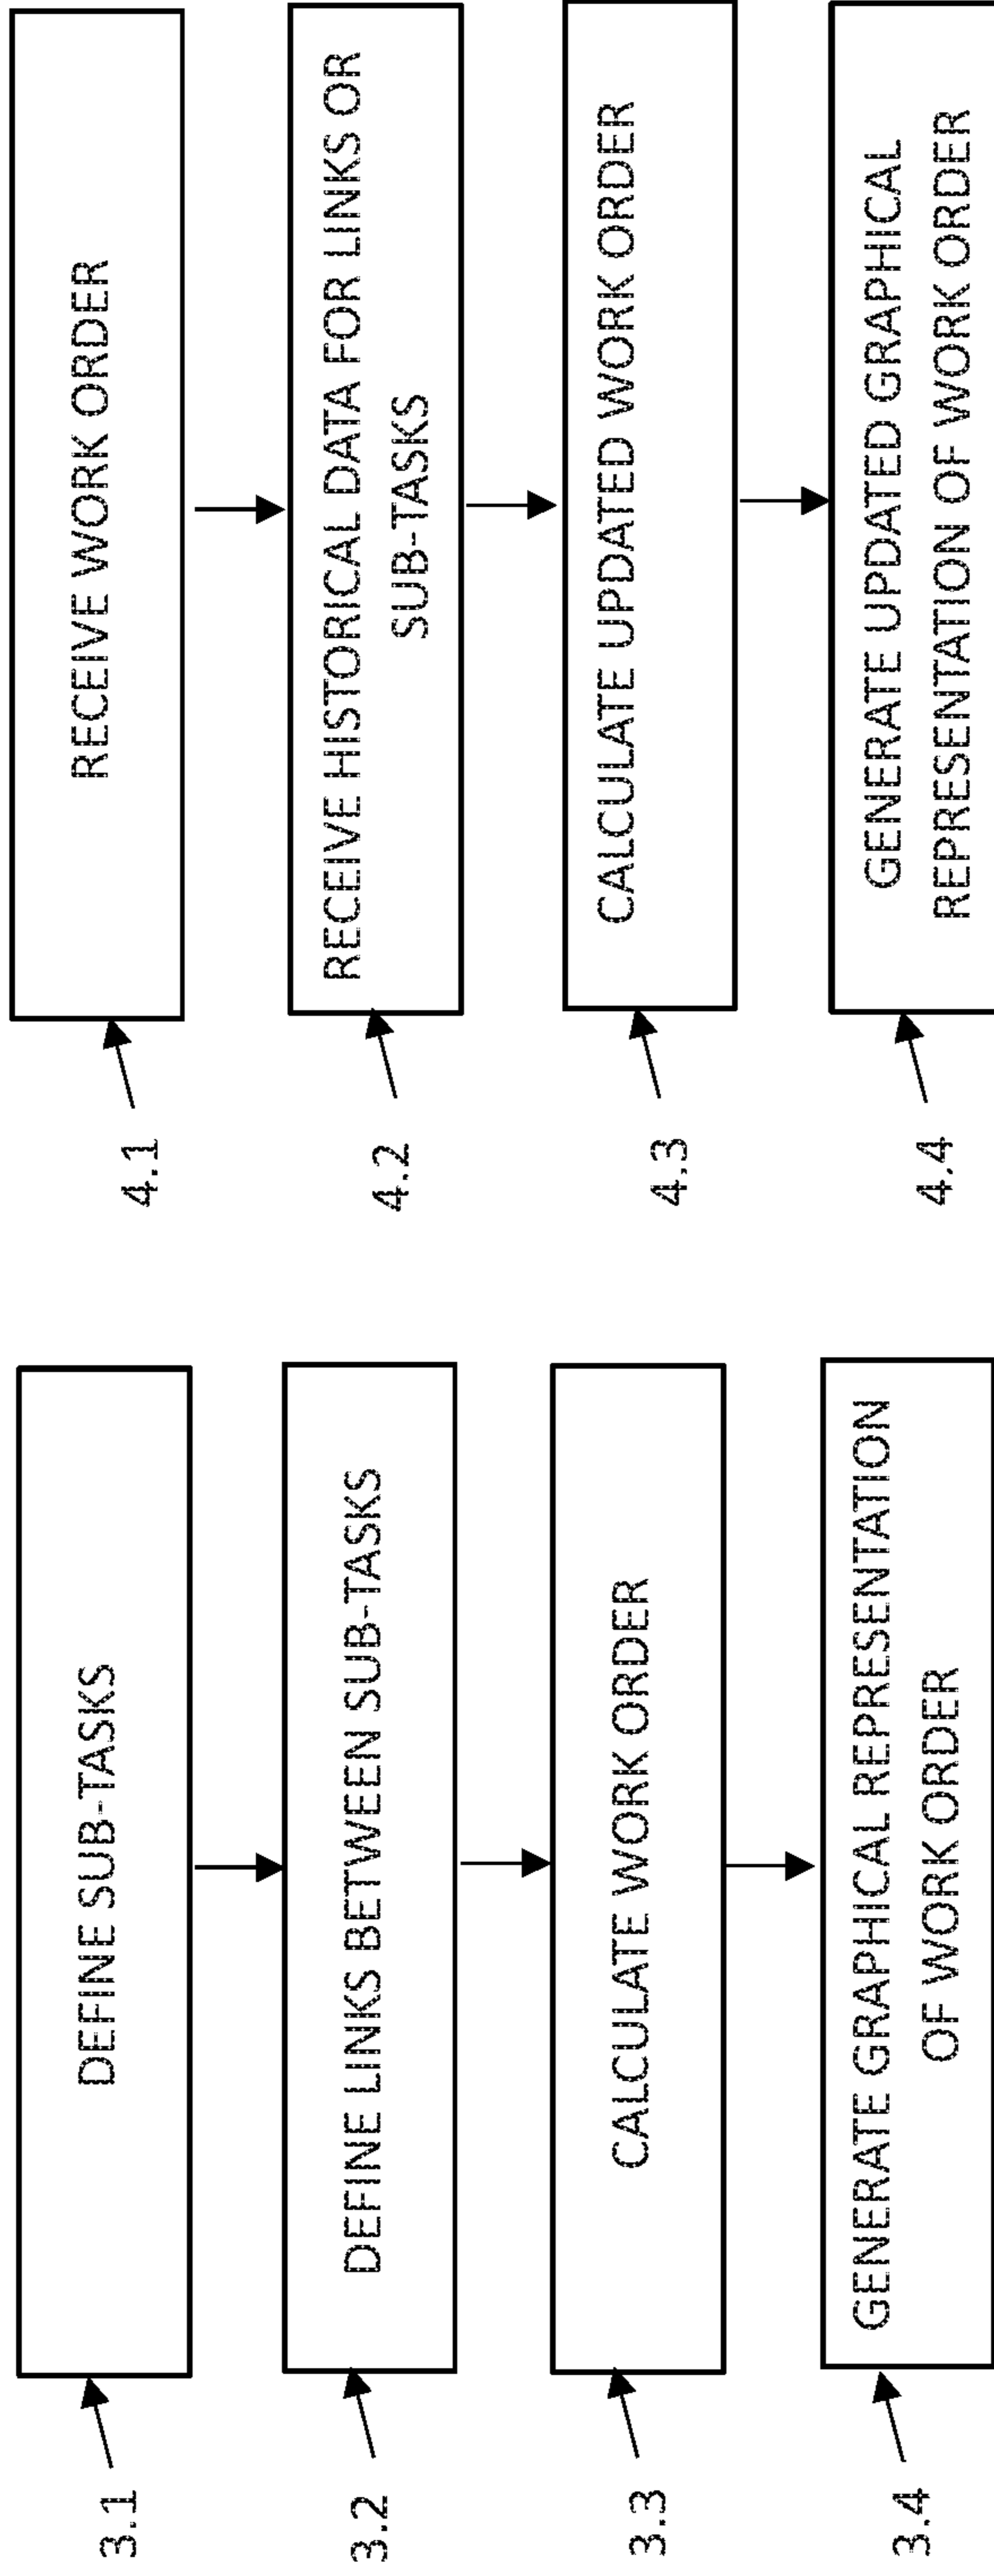 3.1
DEFINE SUB-TASKS
3.2
DEFINE LINKS BETWEEN SUB-TASKS
3.3
CALCULATE WORK ORDER
3.4
GENERATE GRAPHICAL REPRESENTATION
OF WORK ORDER
4.1
RECEIVE WORK ORDER
4.2
RECEIVE HISTORICAL DATA FOR LINKS OR
SUB-TASKS
4.3
CALCULATE UPDATED WORK ORDER
4.4
GENERATE UPDATED GRAPHICAL
REPRESENTATION OF WORK ORDER